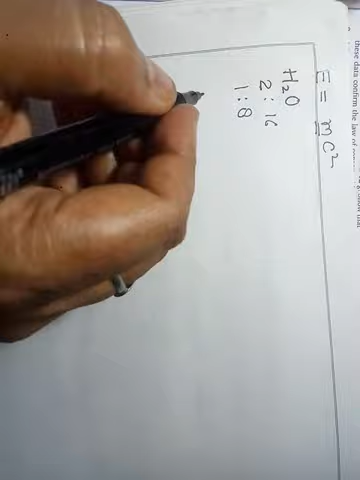 these data confirm the law of
E = mc²
H₂O
2 : 16
1 : 8